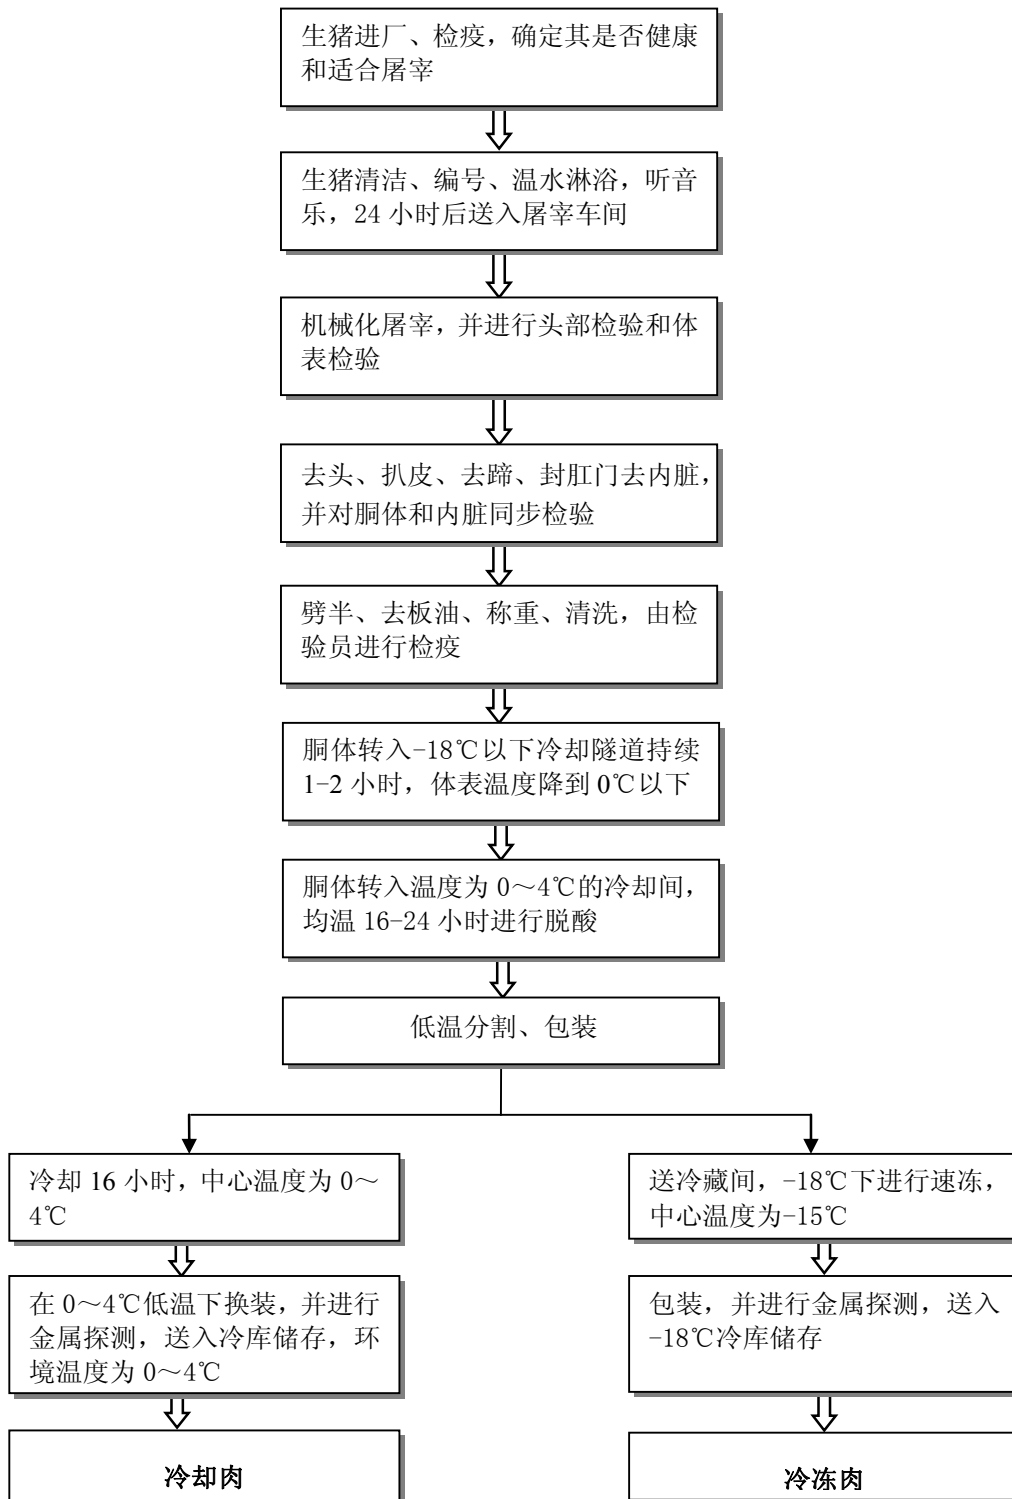 生猪进厂、检疫，确定其是否健康
和适合屠宰
生猪清洁、编号、温水淋浴，听音
乐，24 小时后送入屠宰车间
机械化屠宰，并进行头部检验和体
表检验
去头、扒皮、去蹄、封肛门去内脏，
并对胴体和内脏同步检验
劈半、去板油、称重、清洗，由检
验员进行检疫
胴体转入-18℃以下冷却隧道持续
1-2 小时，体表温度降到 0℃以下
胴体转入温度为 0～4℃的冷却间，
均温 16-24 小时进行脱酸
低温分割、包装
冷却 16 小时，中心温度为 0～
4℃
在 0～4℃低温下换装，并进行
金属探测，送入冷库储存，环
境温度为 0～4℃
冷却肉
送冷藏间，-18℃下进行速冻，
中心温度为-15℃
包装，并进行金属探测，送入
-18℃冷库储存
冷冻肉